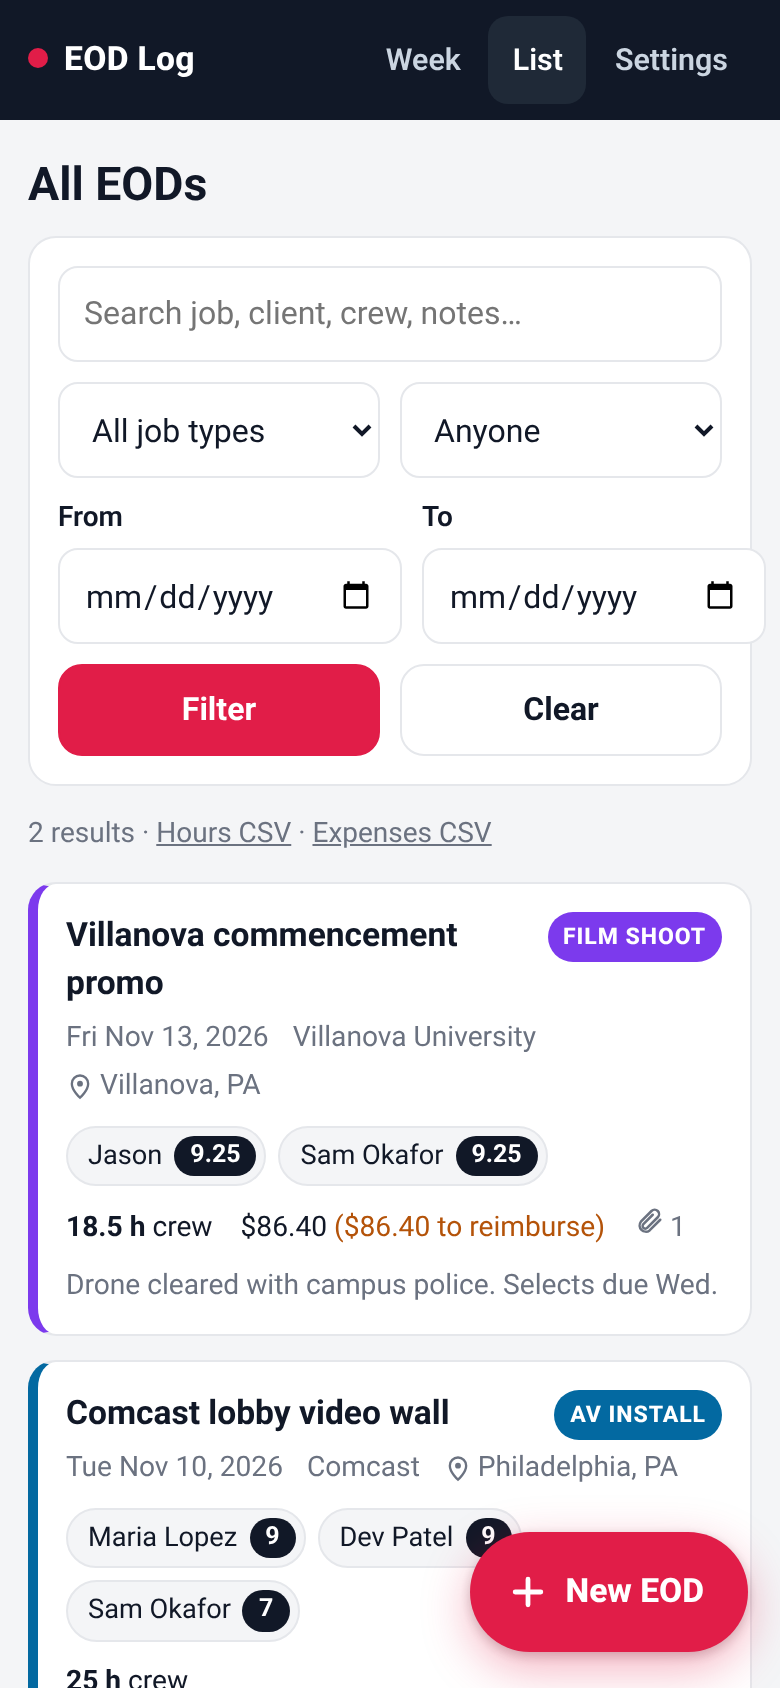 EOD Log Week List Settings
All EODs
Search job, client, crew, notes…
All job types Anyone
From To
mm/dd/yyyy mm/dd/yyyy
Filter Clear
2 results · Hours CSV · Expenses CSV
Villanova commencement FILM SHOOT
promo
Fri Nov 13, 2026 Villanova University
Villanova, PA
Jason 9.25 Sam Okafor 9.25
18.5 h crew $86.40 ($86.40 to reimburse) 1
Drone cleared with campus police. Selects due Wed.
Comcast lobby video wall AV INSTALL
Tue Nov 10, 2026 Comcast Philadelphia, PA
Maria Lopez 9 Dev Patel 9
+ New EOD
Sam Okafor 7
25 h crew